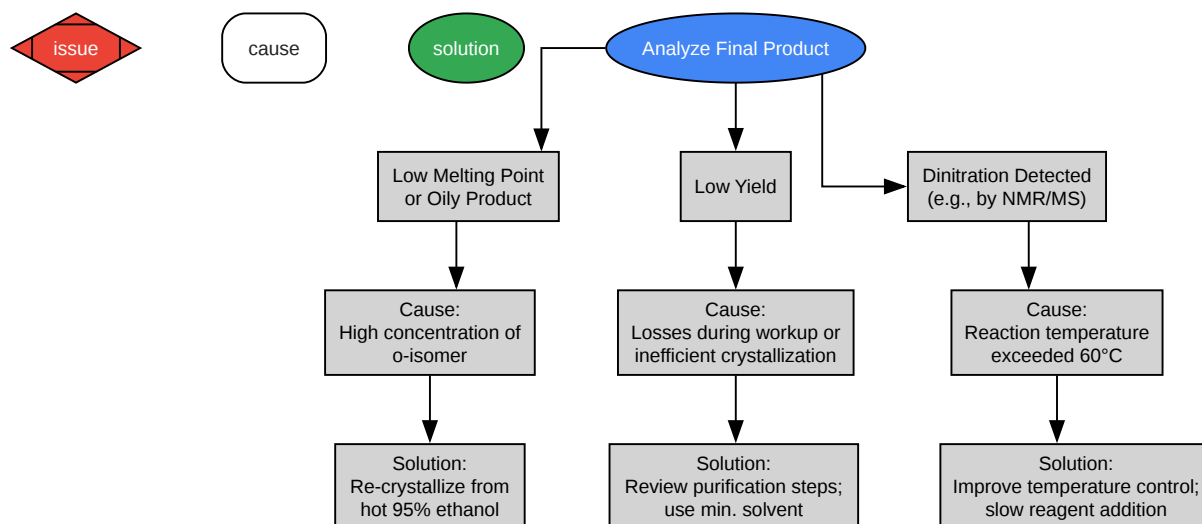 issue
cause
solution
Analyze Final Product
Low Melting Point
or Oily Product
Low Yield
Dinitration Detected
(e.g., by NMR/MS)
Cause:
High concentration of
o-isomer
Cause:
Losses during workup or
inefficient crystallization
Cause:
Reaction temperature
exceeded 60°C
Solution:
Re-crystallize from
hot 95% ethanol
Solution:
Review purification steps;
use min. solvent
Solution:
Improve temperature control;
slow reagent addition